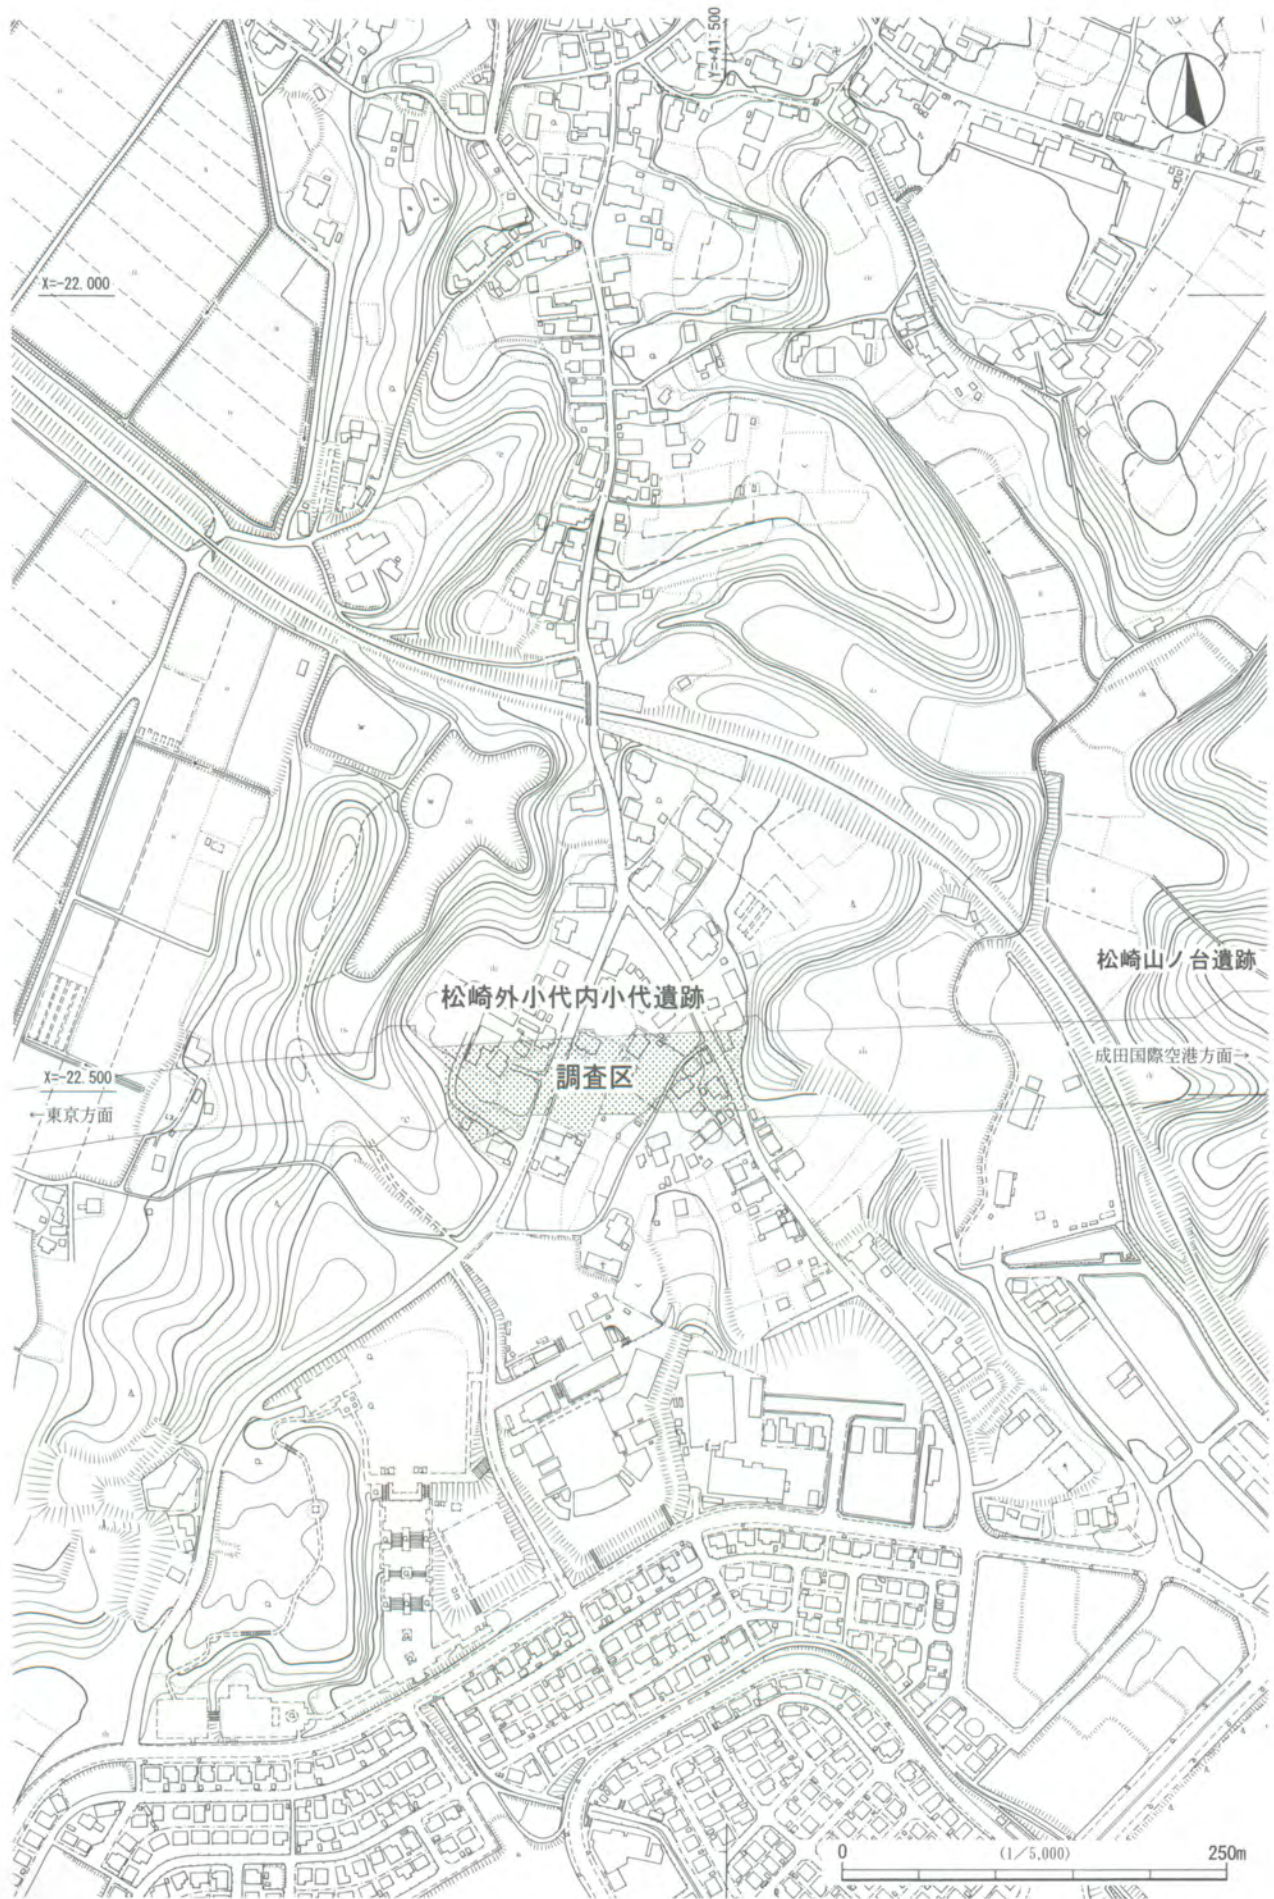 Y=+41.500
X=-22.000
松崎山ノ台遺跡
松崎外小代内小代遺跡
成田国際空港方面→
調査区
X=-22.500
←東京方面
0 (1/5,000) 250m